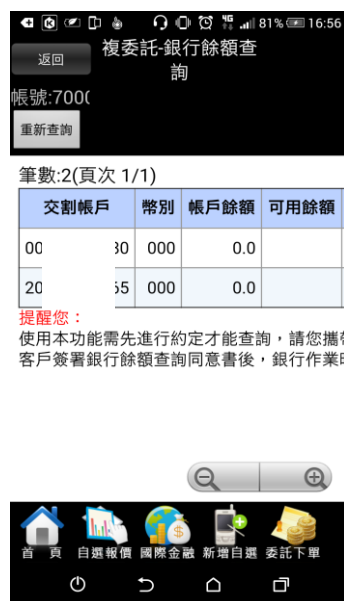 4G 81% 16:56
返回
複委託-銀行餘額查
詢
帳號:7000
重新查詢
筆數:2(頁次 1/1)
交割帳戶 幣別 帳戶餘額 可用餘額
00 30 000 0.0
20 65 000 0.0
提醒您：
使用本功能需先進行約定才能查詢，請您攜
客戶簽署銀行餘額查詢同意書後，銀行作業
首 頁 自選報價 國際金融 新增自選 委託下單